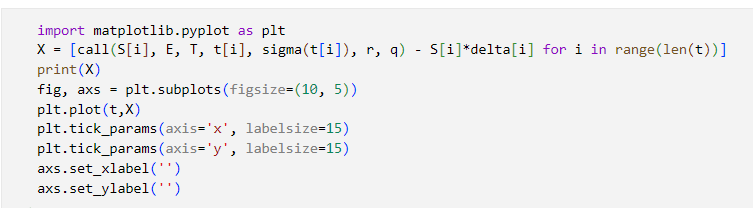 import matplotlib.pyplot as plt
X = [call(S[i], E, T, t[i], sigma(t[i]), r, q) - S[i]*delta[i] for i in range(len(t))]
print(X)
fig, axs = plt.subplots(figsize=(10, 5))
plt.plot(t,X)
plt.tick_params(axis='x', labelsize=15)
plt.tick_params(axis='y', labelsize=15)
axs.set_xlabel('')
axs.set_ylabel('')